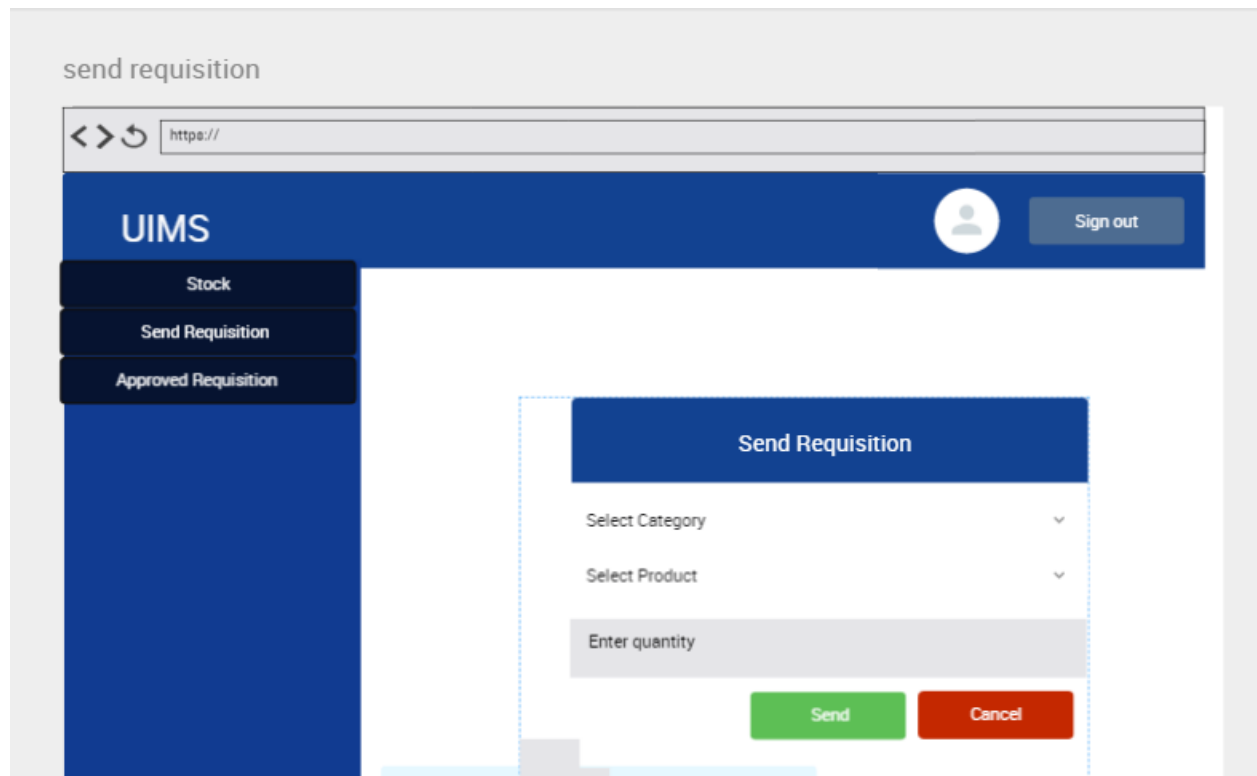 send requisition
https://
UIMS
Sign out
Stock
Send Requisition
Approved Requisition
Send Requisition
Select Category
Select Product
Enter quantity
Send
Cancel